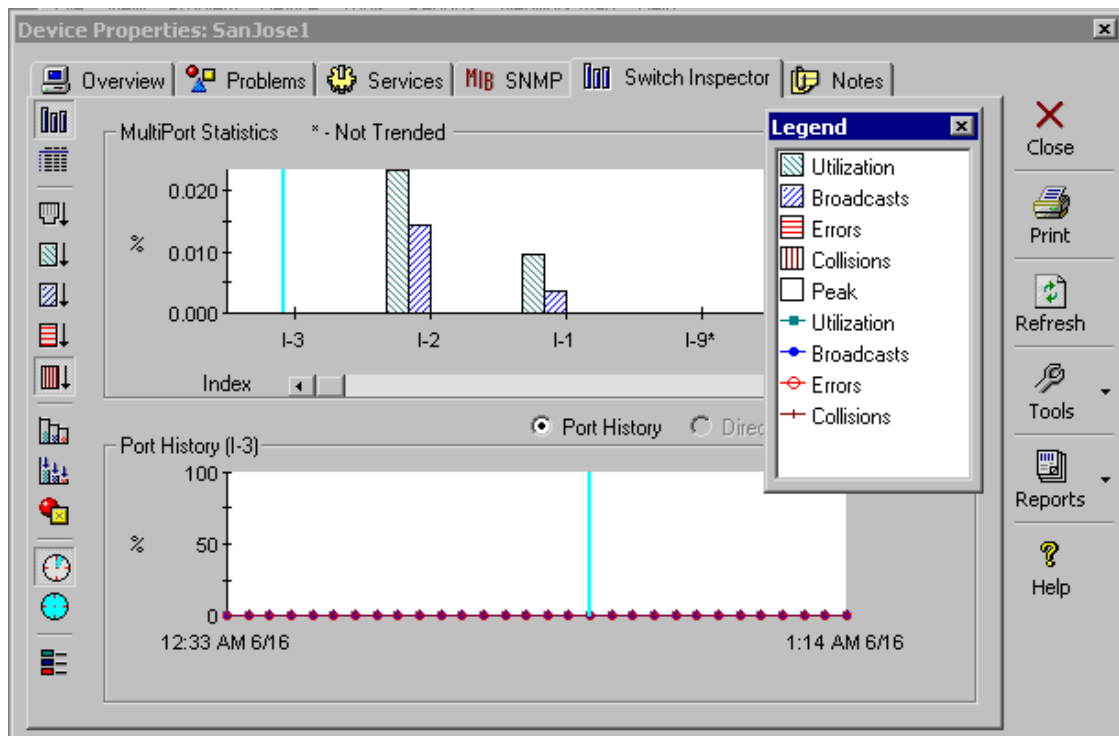 Device Properties: SanJose1
Overview Problems Services MIB SNMP Switch Inspector Notes
MultiPort Statistics * - Not Trended
%
0.020
0.010
0.000
I-3 I-2 I-1 I-9*
Index
Legend
Utilization
Broadcasts
Errors
Collisions
Peak
Utilization
Broadcasts
Errors
Collisions
Port History Direc
Port History (I-3)
%
100
50
0
12:33 AM 6/16 1:14 AM 6/16
Close
Print
Refresh
Tools
Reports
Help